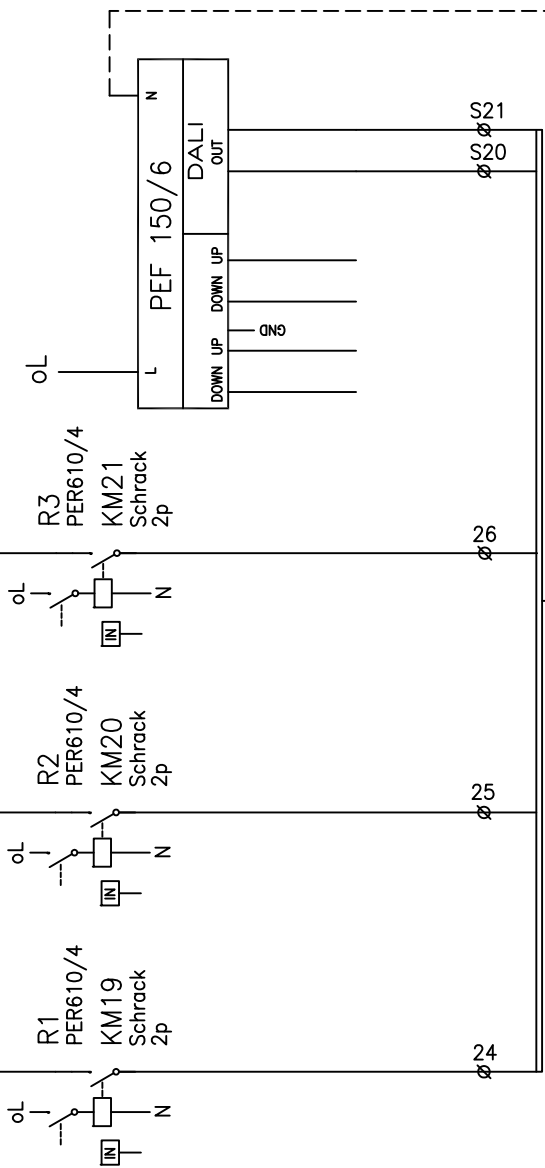 N
DALI
OUT
PEF 150/6
L
DOWN UP
DOWN UP
GND
S21
S20
oL
R3
PER610/4
KM21
Schrack
2p
oL
N
IN
26
R2
PER610/4
KM20
Schrack
2p
oL
N
IN
25
R1
PER610/4
KM19
Schrack
2p
oL
N
IN
24